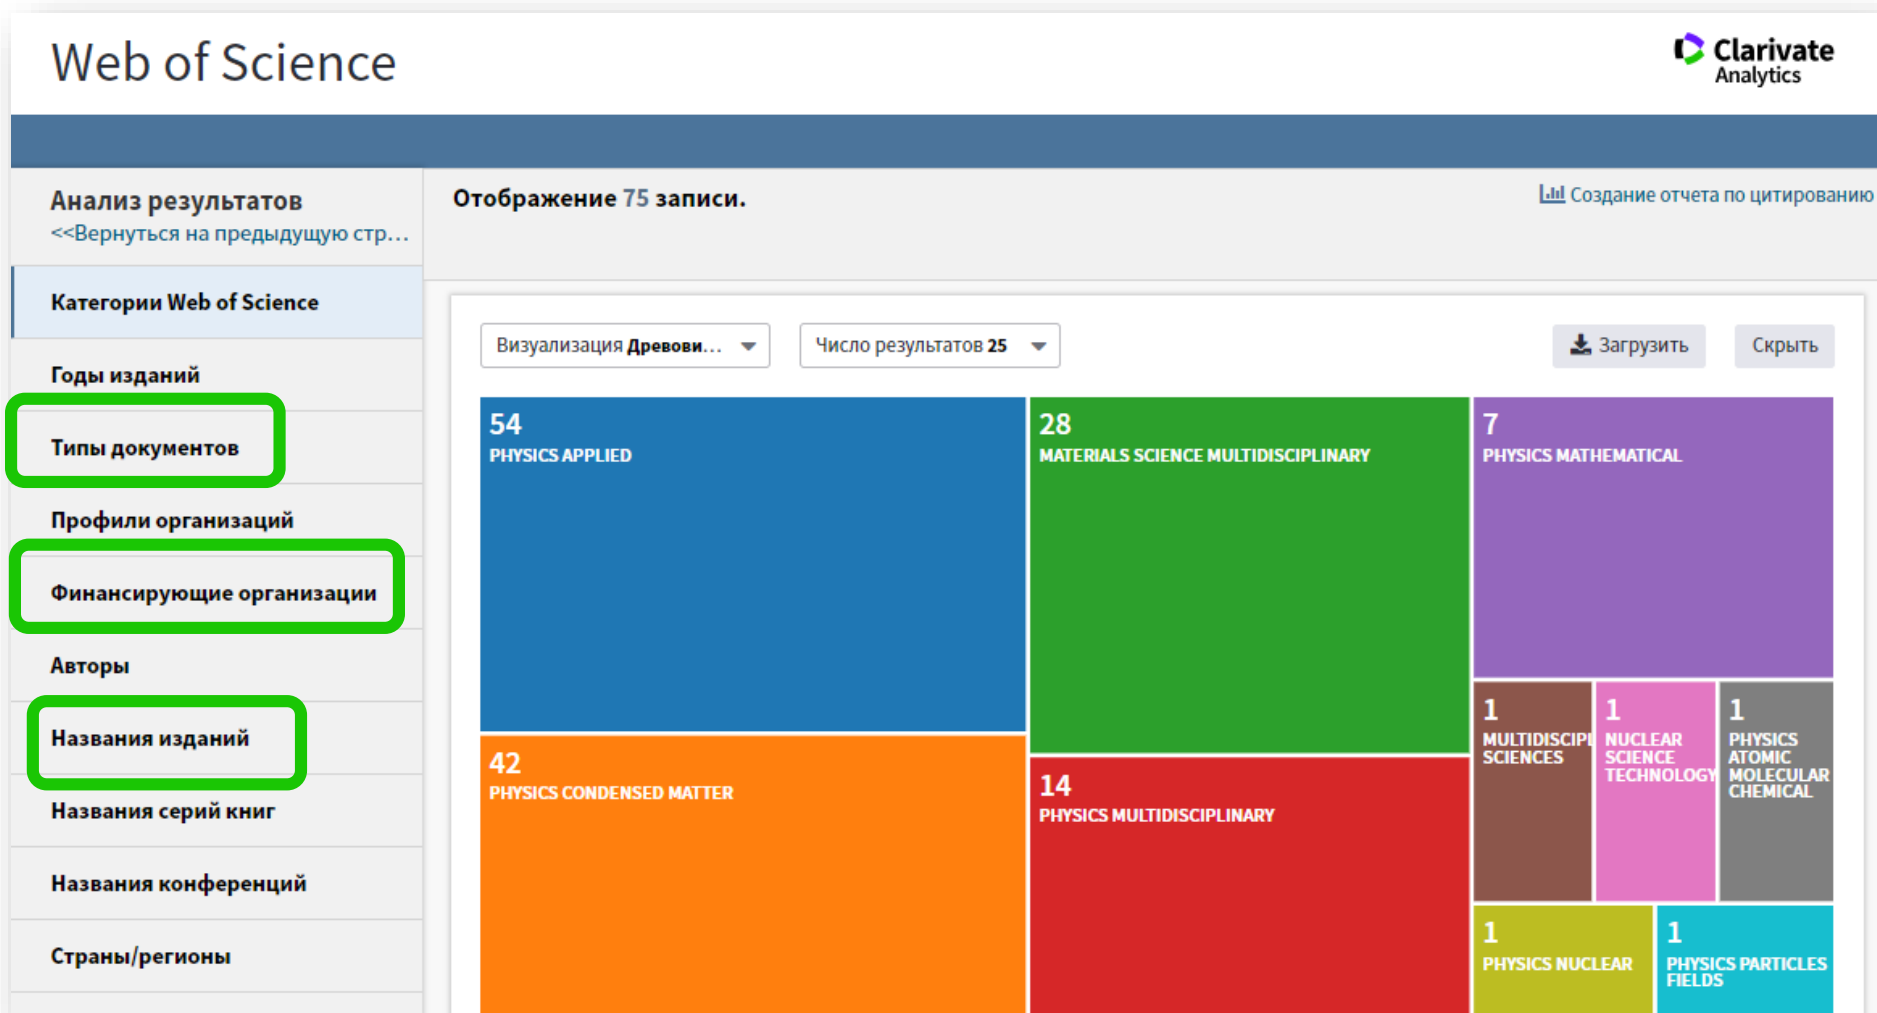 Web of Science
Clarivate
Analytics
Анализ результатов
<<Вернуться на предыдущую стр...
Отображение 75 записи.
Создание отчета по цитированию
Категории Web of Science
Годы изданий
Типы документов
Профили организаций
Финансирующие организации
Авторы
Названия изданий
Названия серий книг
Названия конференций
Страны/регионы
Визуализация Древови...
Число результатов 25
Загрузить
Скрыть
54
PHYSICS APPLIED
28
MATERIALS SCIENCE MULTIDISCIPLINARY
7
PHYSICS MATHEMATICAL
42
PHYSICS CONDENSED MATTER
14
PHYSICS MULTIDISCIPLINARY
1
MULTIDISCIPL
SCIENCES
1
NUCLEAR
SCIENCE
TECHNOLOGY
1
PHYSICS
ATOMIC
MOLECULAR
CHEMICAL
1
PHYSICS NUCLEAR
1
PHYSICS PARTICLES
FIELDS